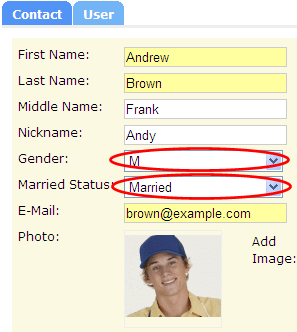 Contact User
First Name: Andrew
Last Name: Brown
Middle Name: Frank
Nickname: Andy
Gender: M
Married Status: Married
E-Mail: brown@example.com
Photo: Add
Image: